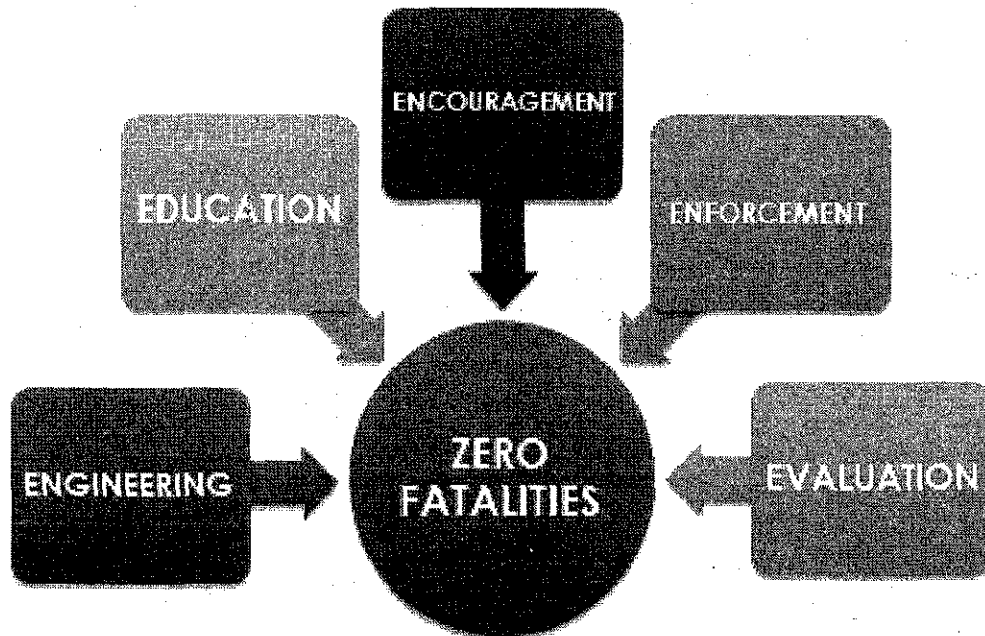 ENCOURAGEMENT
EDUCATION
ENFORCEMENT
ENGINEERING
ZERO
FATALITIES
EVALUATION